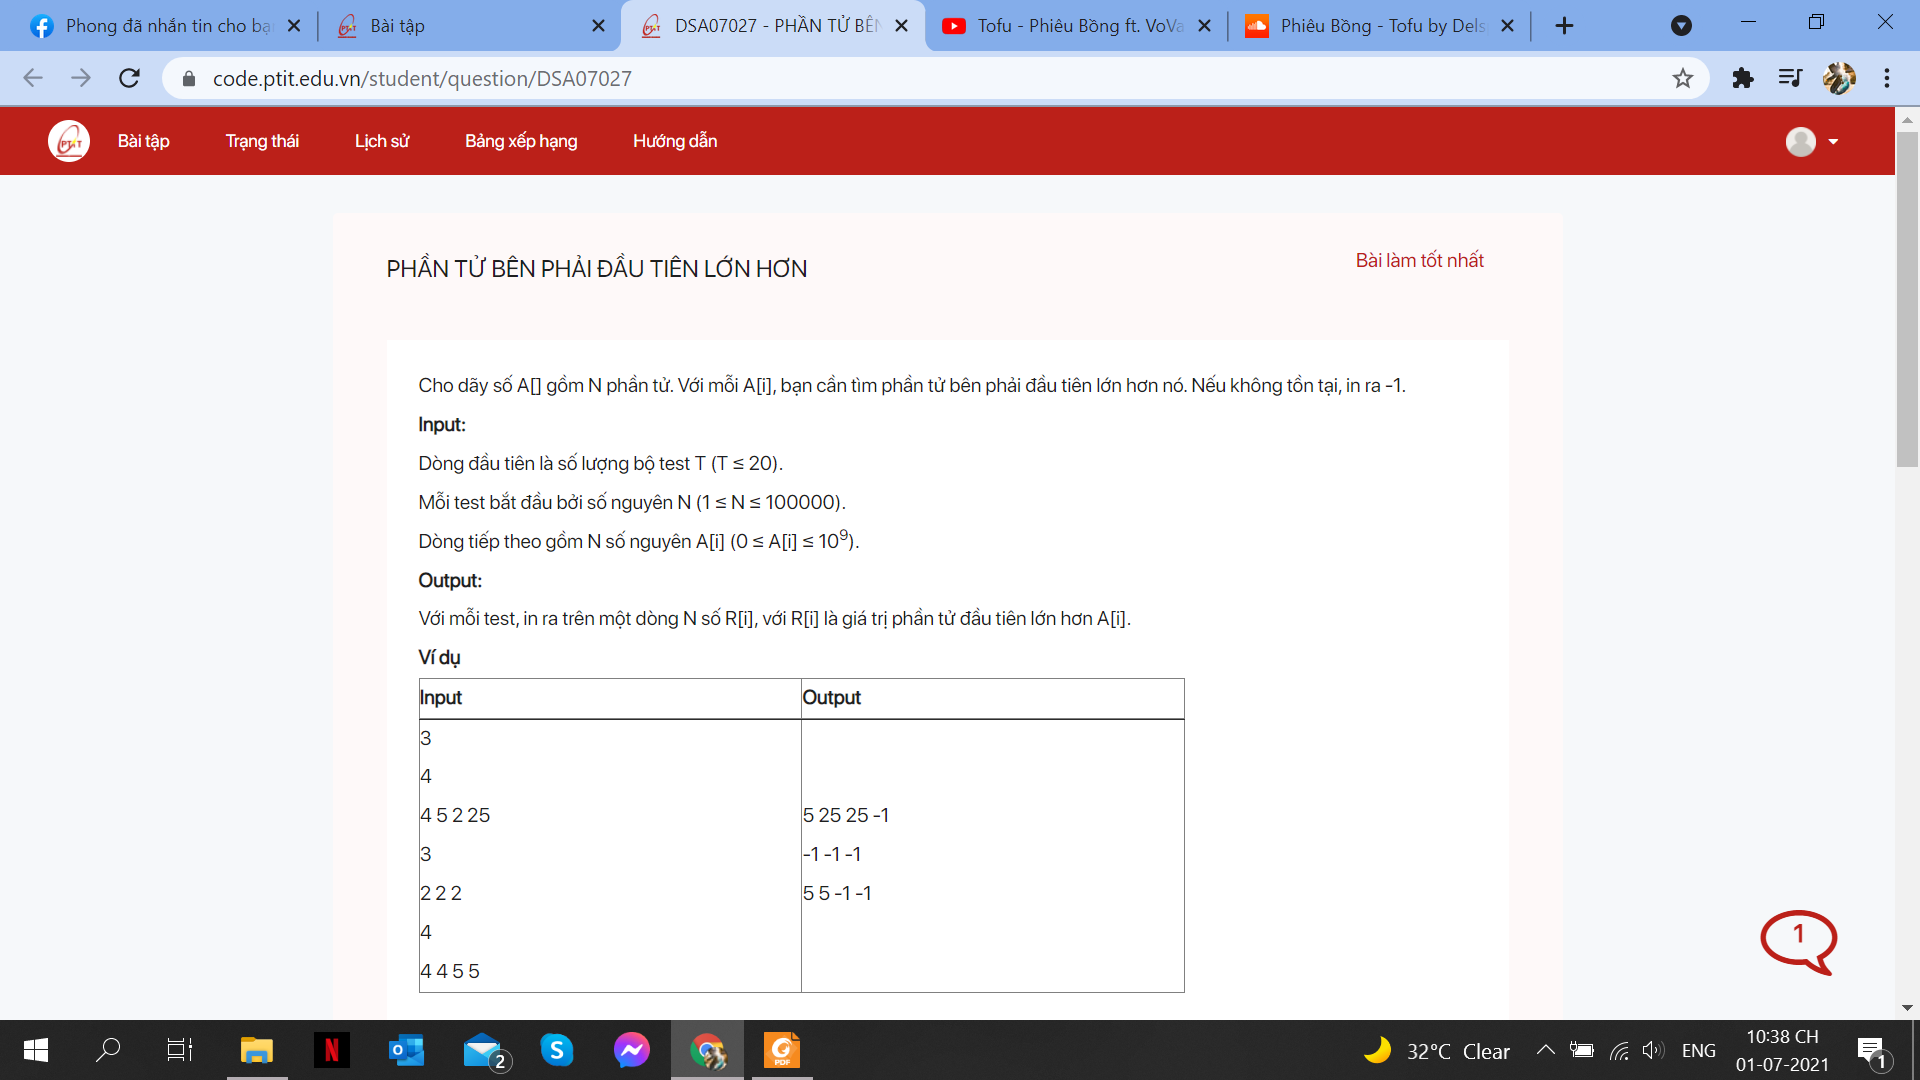 Phong đã nhắn tin cho bạ
Bài tập
DSA07027 - PHẦN TỬ BÊN
Tofu - Phiêu Bồng ft. VoVa
Phiêu Bồng - Tofu by Dels
code.ptit.edu.vn/student/question/DSA07027
PTIT
Bài tập
Trạng thái
Lịch sử
Bảng xếp hạng
Hướng dẫn
PHẦN TỬ BÊN PHẢI ĐẦU TIÊN LỚN HƠN
Bài làm tốt nhất
Cho dãy số A[] gồm N phần tử. Với mỗi A[i], bạn cần tìm phần tử bên phải đầu tiên lớn hơn nó. Nếu không tồn tại, in ra -1.
Input:
Dòng đầu tiên là số lượng bộ test T (T ≤ 20).
Mỗi test bắt đầu bởi số nguyên N (1 ≤ N ≤ 100000).
Dòng tiếp theo gồm N số nguyên A[i] (0 ≤ A[i] ≤ 10⁹).
Output:
Với mỗi test, in ra trên một dòng N số R[i], với R[i] là giá trị phần tử đầu tiên lớn hơn A[i].
Ví dụ
Input
Output
3
4
4 5 2 25
3
2 2 2
4
4 4 5 5
5 25 25 -1
-1 -1 -1
5 5 -1 -1
1
2
PDF
32°C Clear
ENG
10:38 CH
01-07-2021
1